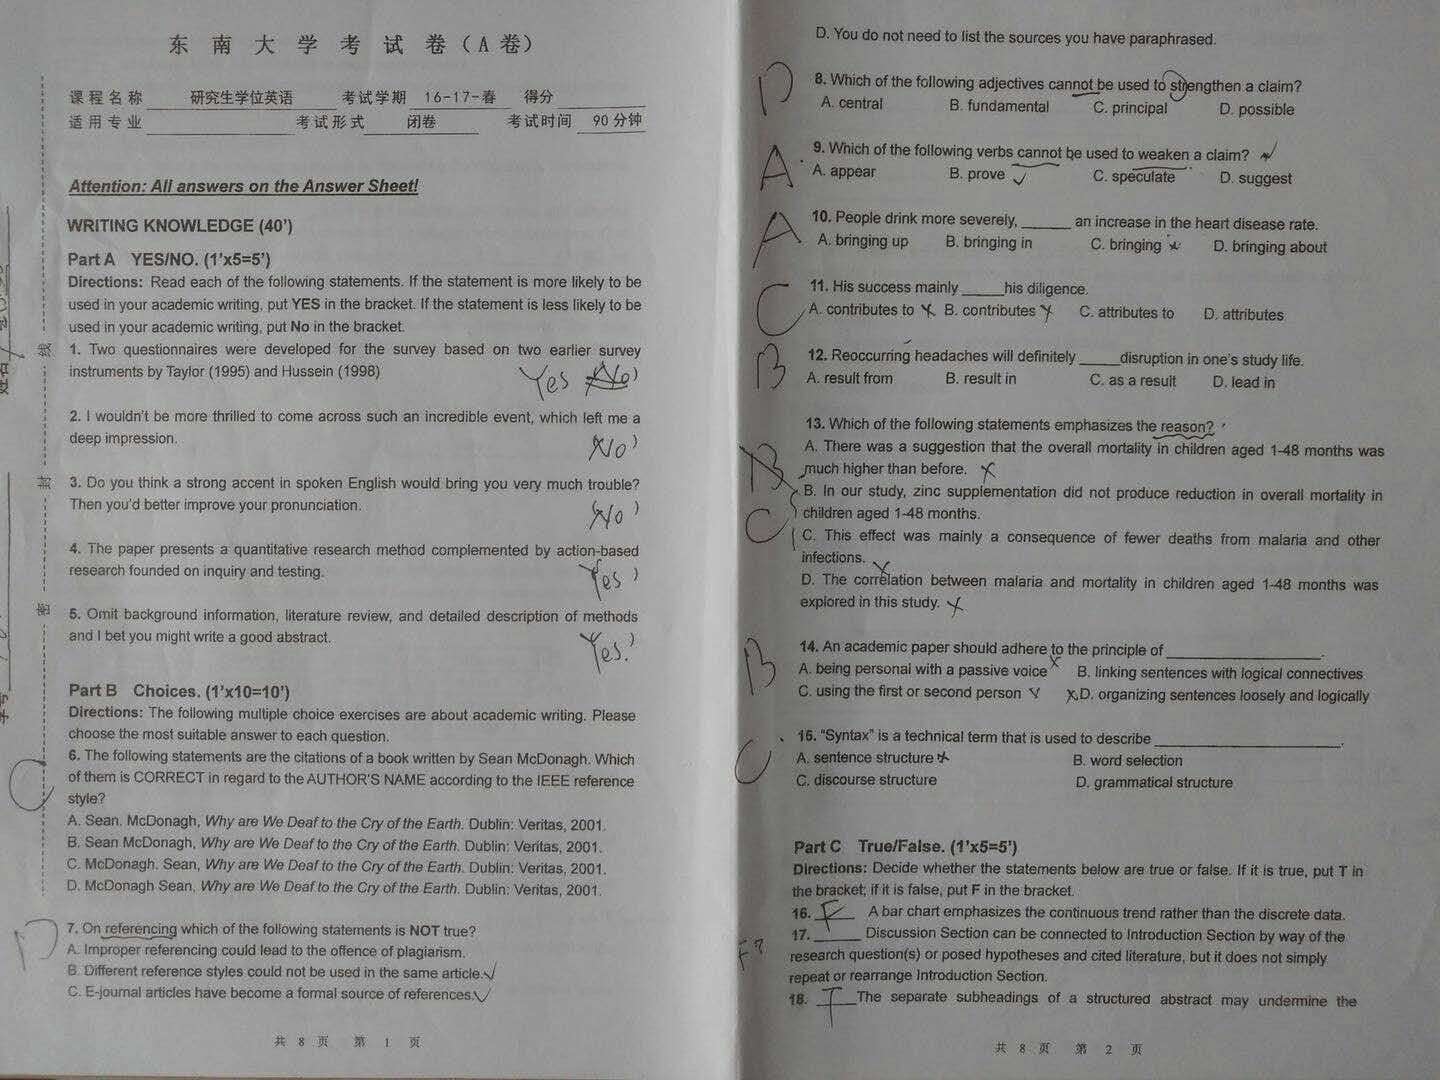 东南大学考试卷（A卷）
课程名称 研究生学位英语 考试学期 16-17-春 得分
适用专业 考试形式 闭卷 考试时间 90分钟
Attention: All answers on the Answer Sheet!
WRITING KNOWLEDGE (40')
Part A YES/NO. (1'x5=5')
Directions: Read each of the following statements. If the statement is more likely to be
used in your academic writing, put YES in the bracket. If the statement is less likely to be
used in your academic writing, put No in the bracket.
1. Two questionnaires were developed for the survey based on two earlier survey
instruments by Taylor (1995) and Hussein (1998)
Yes No
2. I wouldn't be more thrilled to come across such an incredible event, which left me a
deep impression.
No
3. Do you think a strong accent in spoken English would bring you very much trouble?
Then you'd better improve your pronunciation.
No
4. The paper presents a quantitative research method complemented by action-based
research founded on inquiry and testing.
Yes
5. Omit background information, literature review, and detailed description of methods
and I bet you might write a good abstract.
Yes.
Part B Choices. (1'x10=10')
Directions: The following multiple choice exercises are about academic writing. Please
choose the most suitable answer to each question.
6. The following statements are the citations of a book written by Sean McDonagh. Which
of them is CORRECT in regard to the AUTHOR'S NAME according to the IEEE reference
style?
A. Sean. McDonagh, Why are We Deaf to the Cry of the Earth. Dublin: Veritas, 2001.
B. Sean McDonagh, Why are We Deaf to the Cry of the Earth. Dublin: Veritas, 2001.
C. McDonagh. Sean, Why are We Deaf to the Cry of the Earth. Dublin: Veritas, 2001.
D. McDonagh Sean, Why are We Deaf to the Cry of the Earth. Dublin: Veritas, 2001.
D 7. On referencing which of the following statements is NOT true?
A. Improper referencing could lead to the offence of plagiarism.
B. Different reference styles could not be used in the same article.
C. E-journal articles have become a formal source of references.
共 8 页 第 1 页
线
封
密
D. You do not need to list the sources you have paraphrased.
D 8. Which of the following adjectives cannot be used to strengthen a claim?
A. central B. fundamental C. principal D. possible
A 9. Which of the following verbs cannot be used to weaken a claim?
A. appear B. prove C. speculate D. suggest
A 10. People drink more severely, ______ an increase in the heart disease rate.
A. bringing up B. bringing in C. bringing D. bringing about
C 11. His success mainly _____his diligence.
A. contributes to B. contributes C. attributes to D. attributes
B 12. Reoccurring headaches will definitely _____disruption in one's study life.
A. result from B. result in C. as a result D. lead in
13. Which of the following statements emphasizes the reason?
A. There was a suggestion that the overall mortality in children aged 1-48 months was
much higher than before.
B B. In our study, zinc supplementation did not produce reduction in overall mortality in
children aged 1-48 months.
C C. This effect was mainly a consequence of fewer deaths from malaria and other
infections.
D. The correlation between malaria and mortality in children aged 1-48 months was
explored in this study.
B 14. An academic paper should adhere to the principle of ____________________.
A. being personal with a passive voice B. linking sentences with logical connectives
C. using the first or second person D. organizing sentences loosely and logically
C 15. "Syntax" is a technical term that is used to describe ________________________.
A. sentence structure B. word selection
C. discourse structure D. grammatical structure
Part C True/False. (1'x5=5')
Directions: Decide whether the statements below are true or false. If it is true, put T in
the bracket; if it is false, put F in the bracket.
16. F A bar chart emphasizes the continuous trend rather than the discrete data.
F? 17. ______ Discussion Section can be connected to Introduction Section by way of the
research question(s) or posed hypotheses and cited literature, but it does not simply
repeat or rearrange Introduction Section.
18. T The separate subheadings of a structured abstract may undermine the
共 8 页 第 2 页